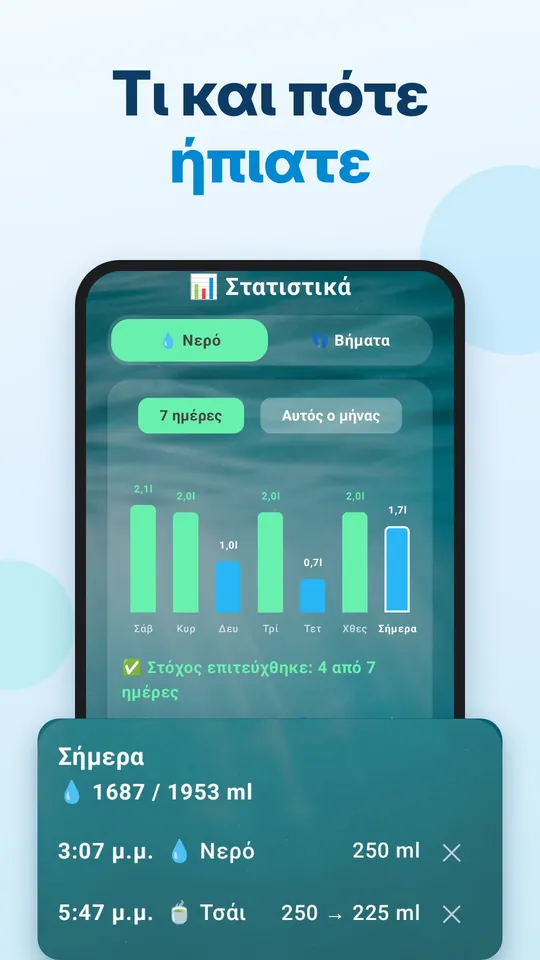 Τι και πότε
ήπιατε
📊 Στατιστικά
💧 Νερό
👣 Βήματα
7 ημέρες
Αυτός ο μήνας
2,1l
2,0l
1,0l
2,0l
0,7l
2,0l
1,7l
Σάβ
Κυρ
Δευ
Τρί
Τετ
Χθες
Σήμερα
✅ Στόχος επιτεύχθηκε: 4 από 7
ημέρες
Σήμερα
💧 1687 / 1953 ml
3:07 μ.μ. 💧 Νερό 250 ml ×
5:47 μ.μ. 🍵 Τσάι 250 → 225 ml ×